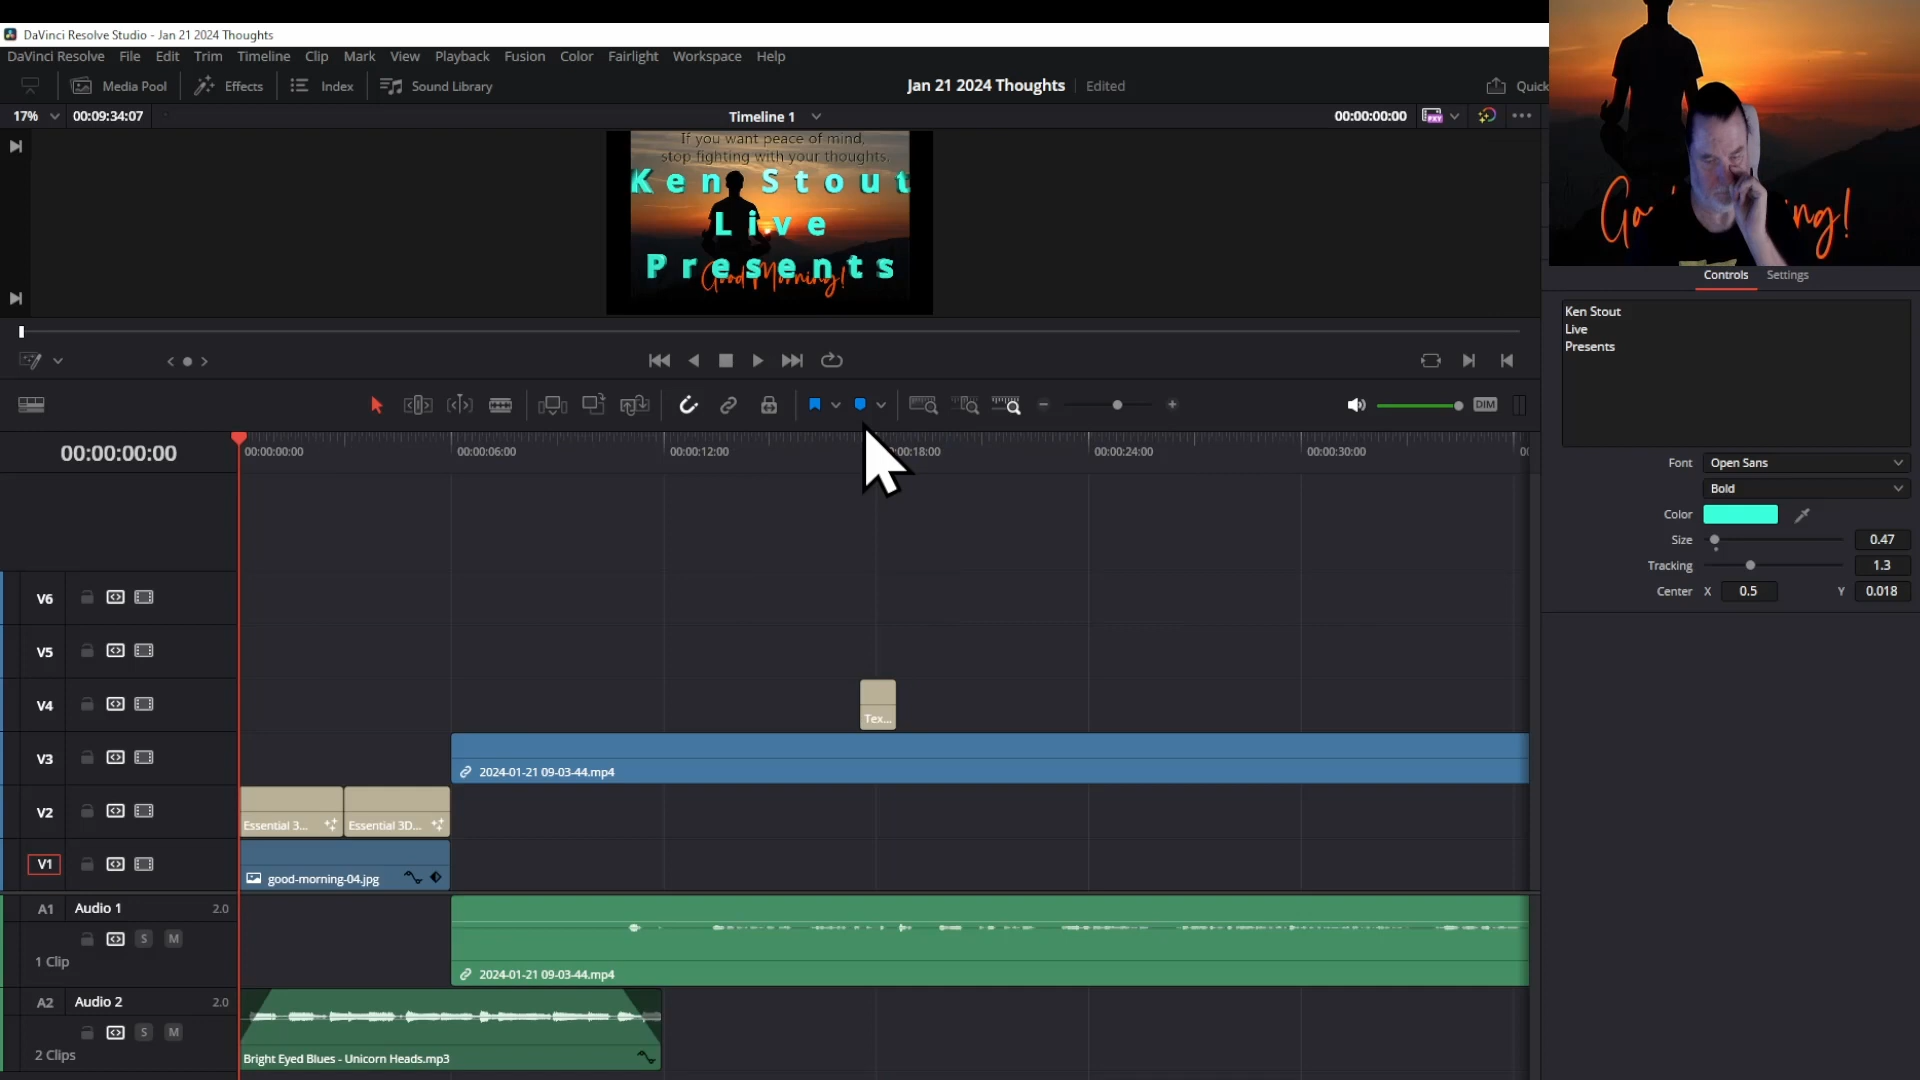 DaVinci Resolve Studio - Jan 21 2024 Thoughts
DaVinci Resolve File Edit Trim Timeline Clip Mark View Playback Fusion Color Fairlight Workspace Help
Media Pool Effects Index Sound Library Jan 21 2024 Thoughts Edited Quick
17% 00:09:34:07 Timeline 1 00:00:00:00 PXY
If you want peace of mind,
stop fighting with your thoughts.
Ken Stout
Live
Presents
Good Morning!
Controls Settings
Ken Stout
Live
Presents
DIM
Font Open Sans
Bold
Color
Size 0.47
Tracking 1.3
Center X 0.5 Y 0.018
00:00:00:00
00:00:00:00 00:00:06:00 00:00:12:00 0:00:18:00 00:00:24:00 00:00:30:00
V6
V5
V4
Tex...
V3
2024-01-21 09-03-44.mp4
V2
Essential 3... Essential 3D...
V1
good-morning-04.jpg
A1 Audio 1 2.0
S M
1 Clip
2024-01-21 09-03-44.mp4
A2 Audio 2 2.0
S M
2 Clips
Bright Eyed Blues - Unicorn Heads.mp3